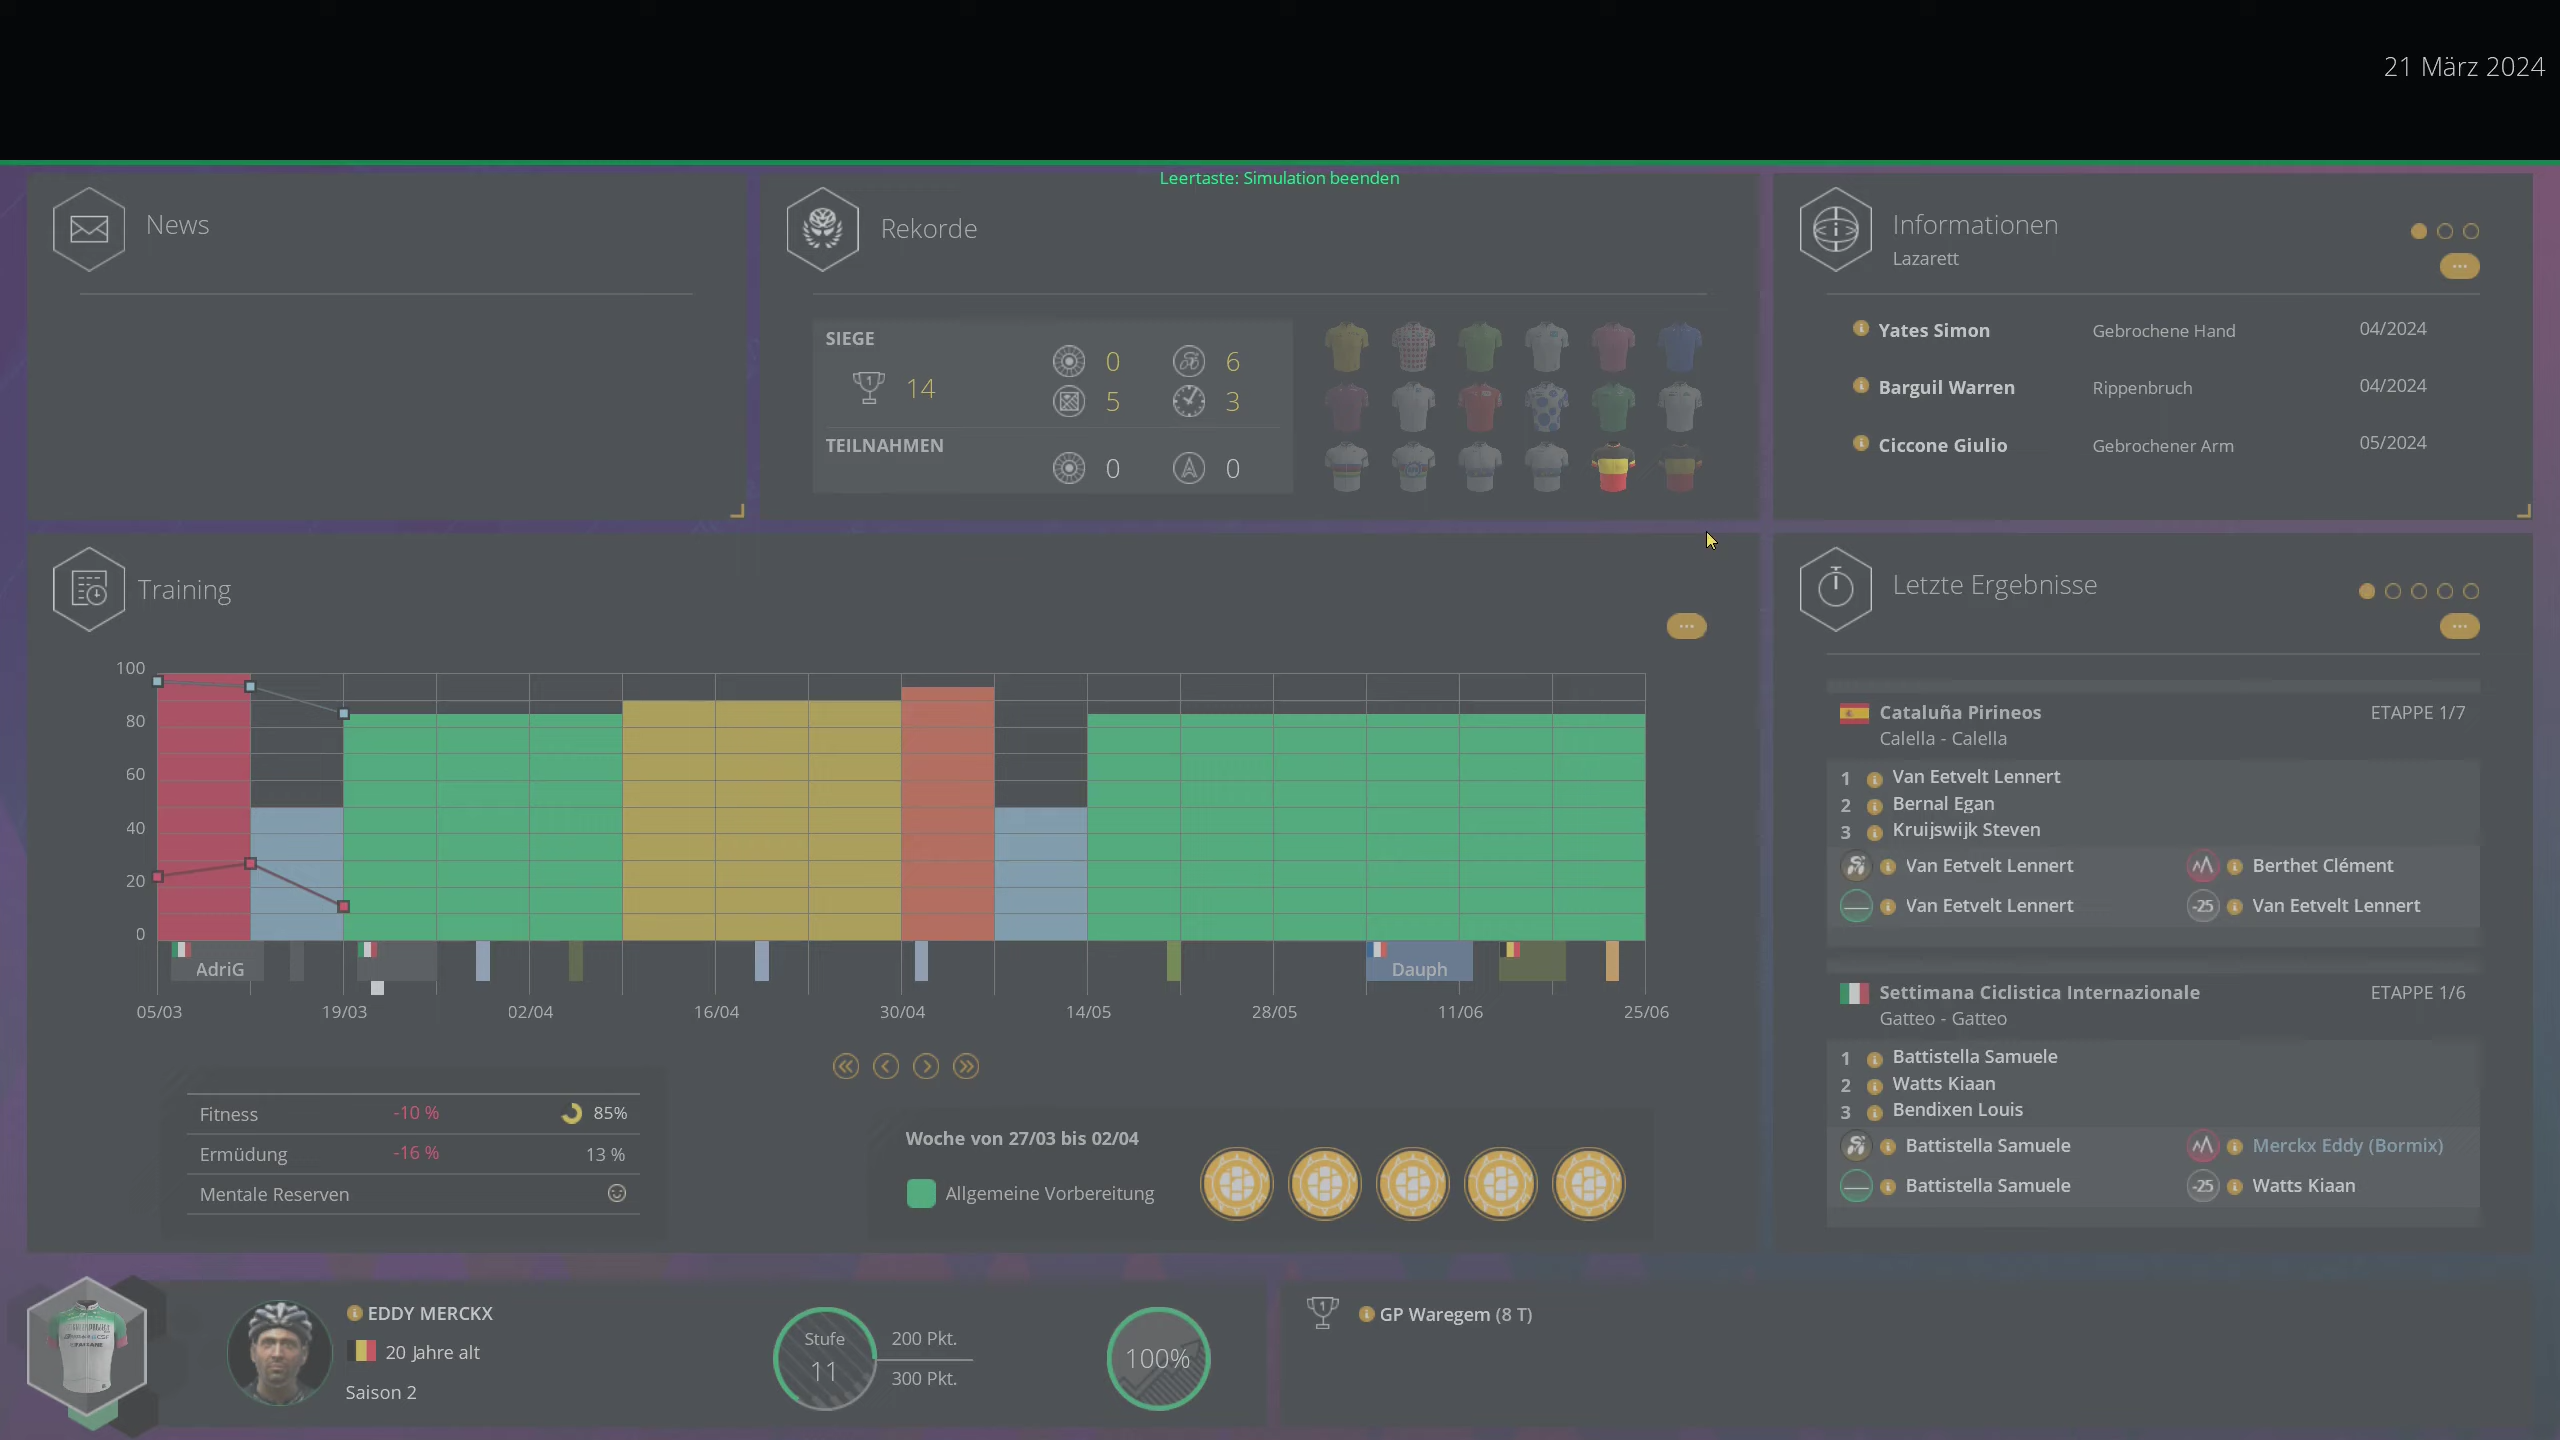 21 März 2024
Leertaste: Simulation beenden
News
Rekorde
SIEGE
14
0
6
5
3
TEILNAHMEN
0
0
Informationen
Lazarett
...
Yates Simon Gebrochene Hand 04/2024
Barguil Warren Rippenbruch 04/2024
Ciccone Giulio Gebrochener Arm 05/2024
Training
...
100
80
60
40
20
0
AdriG
Dauph
05/03 19/03 02/04 16/04 30/04 14/05 28/05 11/06 25/06
Fitness -10 % 85%
Ermüdung -16 % 13 %
Mentale Reserven
Woche von 27/03 bis 02/04
Allgemeine Vorbereitung
Letzte Ergebnisse
...
Cataluña Pirineos ETAPPE 1/7
Calella - Calella
1 Van Eetvelt Lennert
2 Bernal Egan
3 Kruijswijk Steven
Van Eetvelt Lennert Berthet Clément
Van Eetvelt Lennert -25 Van Eetvelt Lennert
Settimana Ciclistica Internazionale ETAPPE 1/6
Gatteo - Gatteo
1 Battistella Samuele
2 Watts Kiaan
3 Bendixen Louis
Battistella Samuele Merckx Eddy (Bormix)
Battistella Samuele -25 Watts Kiaan
EDDY MERCKX
20 Jahre alt
Saison 2
Stufe
11
200 Pkt.
300 Pkt.
100%
GP Waregem (8 T)